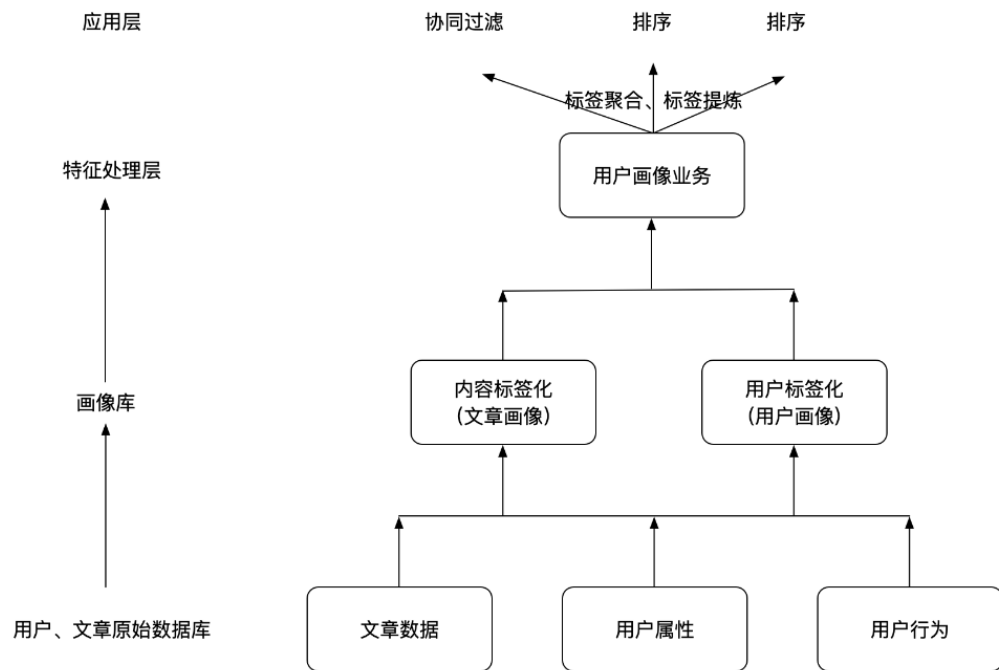 应用层
协同过滤
排序
排序
标签聚合、标签提炼
特征处理层
用户画像业务
画像库
内容标签化
(文章画像)
用户标签化
(用户画像)
用户、文章原始数据库
文章数据
用户属性
用户行为